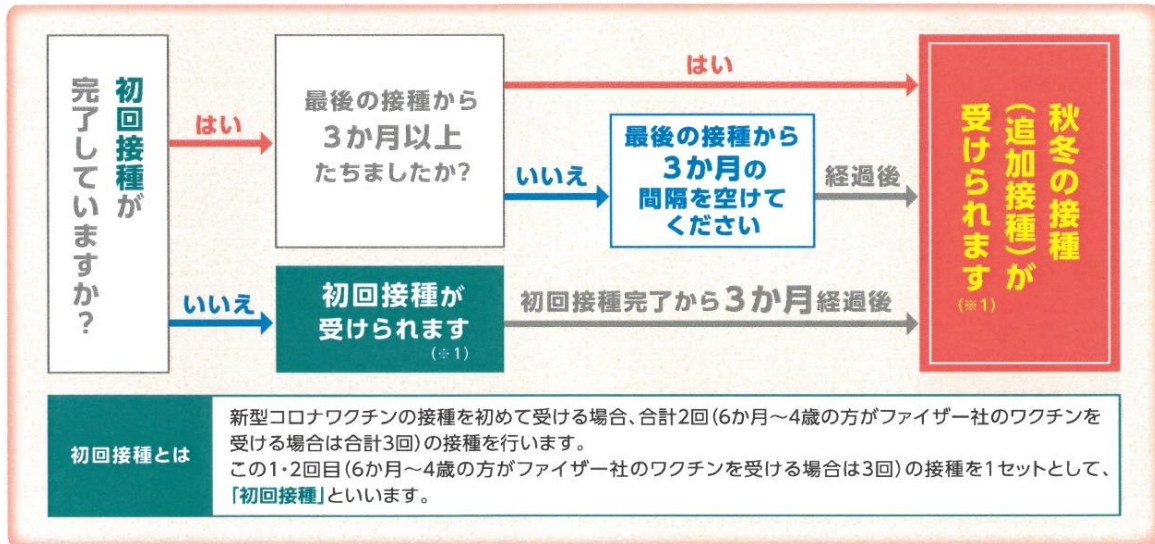 初回接種が
完了していますか?
はい
いいえ
最後の接種から
3か月以上
たちましたか?
はい
いいえ
最後の接種から
3か月の
間隔を空けて
ください
経過後
初回接種が
受けられます
(※1)
初回接種完了から3か月経過後
秋冬の接種
(追加接種)が
受けられます
(※1)
初回接種とは
新型コロナワクチンの接種を初めて受ける場合、合計2回(6か月～4歳の方がファイザー社のワクチンを
受ける場合は合計3回)の接種を行います。
この1・2回目(6か月～4歳の方がファイザー社のワクチンを受ける場合は3回)の接種を1セットとして、
「初回接種」といいます。